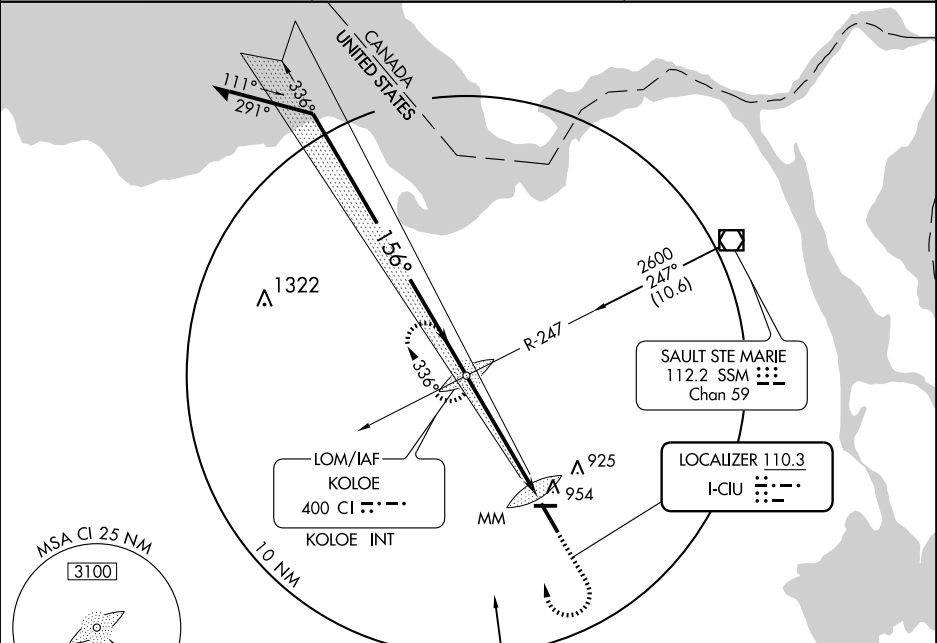 CANADA
UNITED STATES
111°
291°
336°
156°
1322
2600
247°
(10.6)
R-247
336°
SAULT STE MARIE
112.2 SSM
Chan 59
LOM/IAF
KOLOE
400 CI
KOLOE INT
925
954
MM
LOCALIZER 110.3
I-CIU
10 NM
MSA CI 25 NM
3100